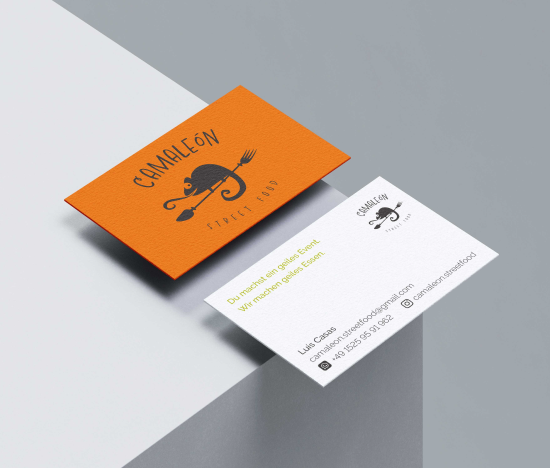 CAMALEÓN
STREET FOOD
CAMALEÓN
STREET FOOD
Du machst ein geiles Event.
Wir machen geiles Essen.
Luis Casas
camaleon.streetfood@gmail.com
+49 1525 95 91 962
camaleon.streetfood